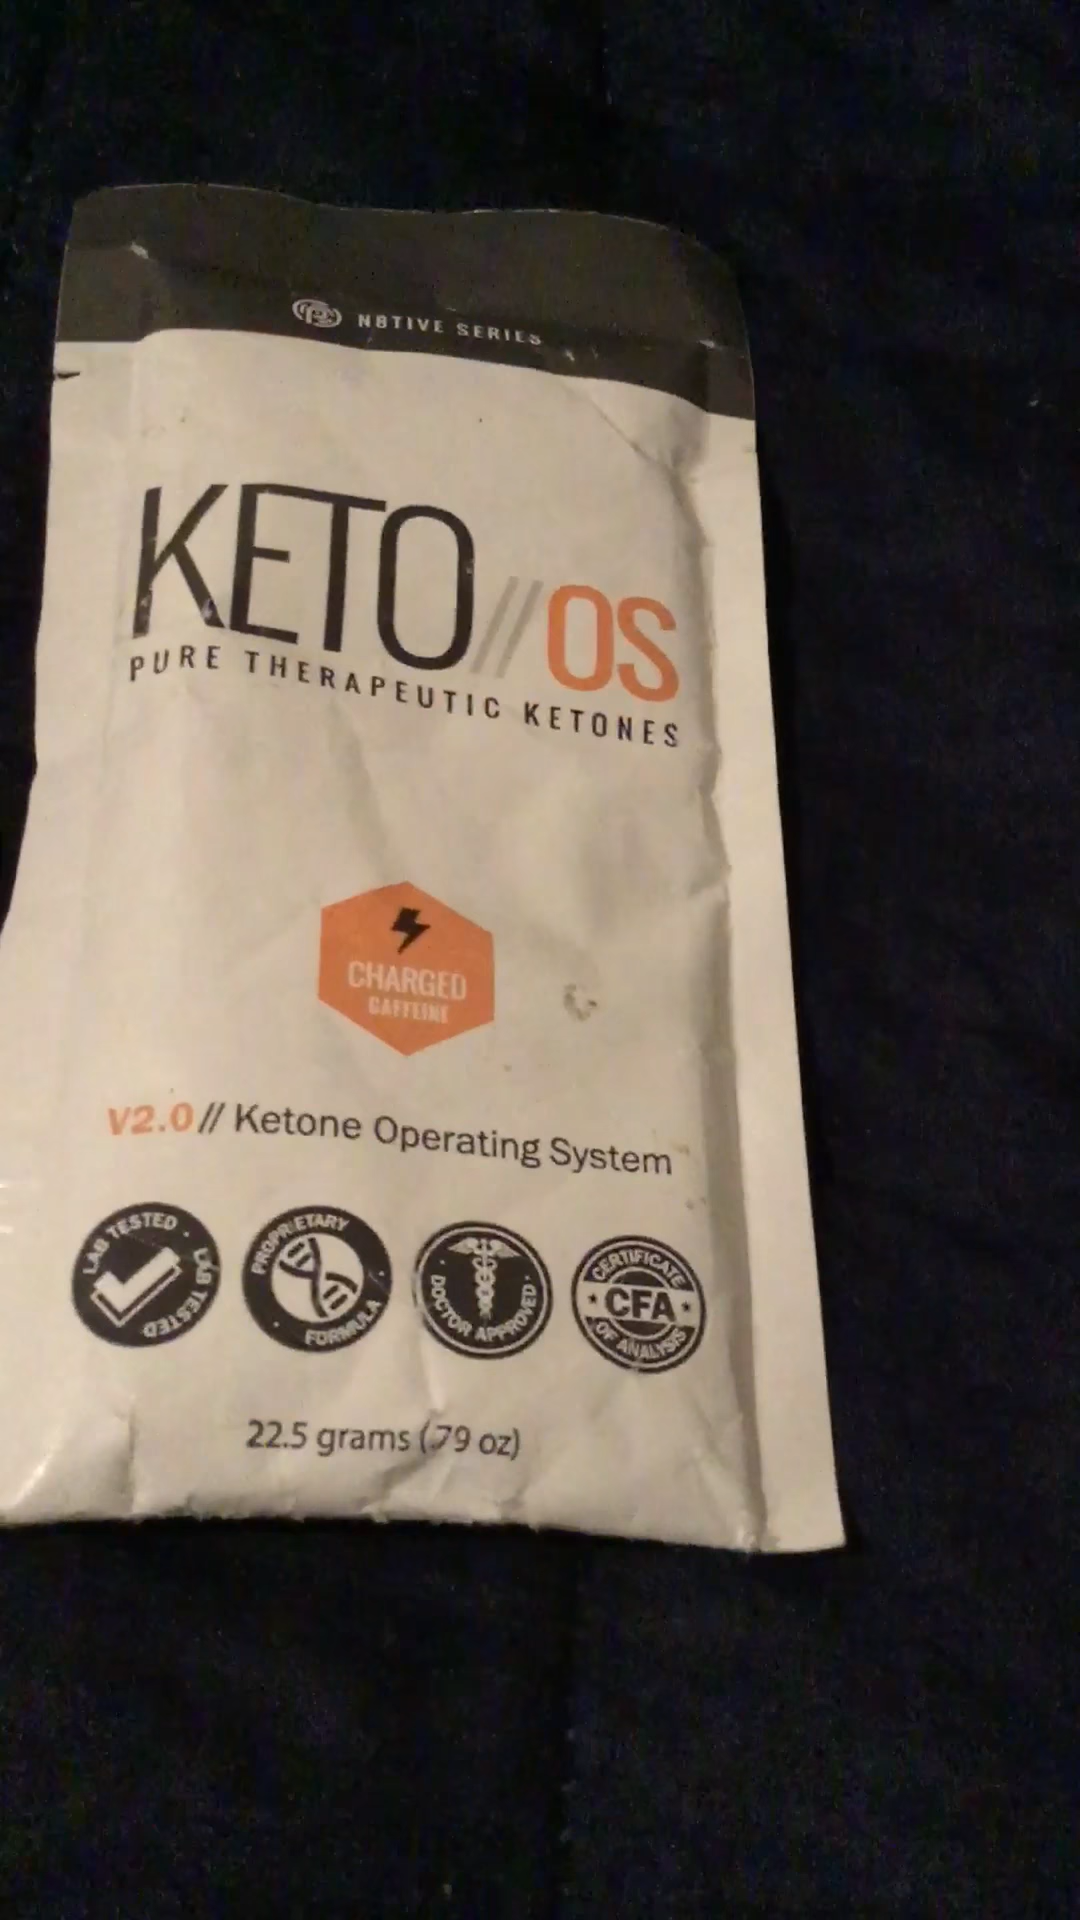 N8TIVE SERIES
KETO//OS
PURE THERAPEUTIC KETONES
CHARGED
CAFFEINE
V2.0// Ketone Operating System
LAB TESTED · LAB TESTED
PROPRIETARY · FORMULA ·
· DOCTOR APPROVED ·
CERTIFICATE
CFA
OF ANALYSIS
22.5 grams (.79 oz)